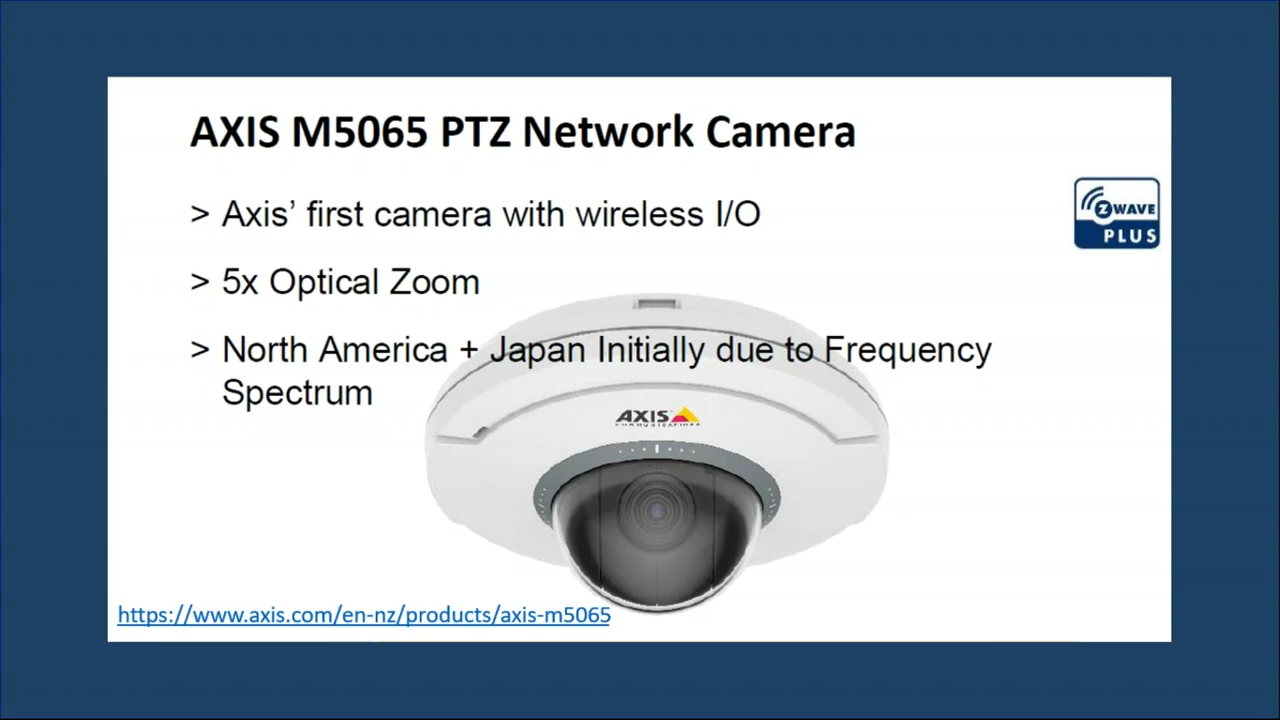 AXIS M5065 PTZ Network Camera
> Axis’ first camera with wireless I/O
Z WAVE
PLUS
> 5x Optical Zoom
> North America + Japan Initially due to Frequency
Spectrum
AXIS
COMMUNICATIONS
https://www.axis.com/en-nz/products/axis-m5065